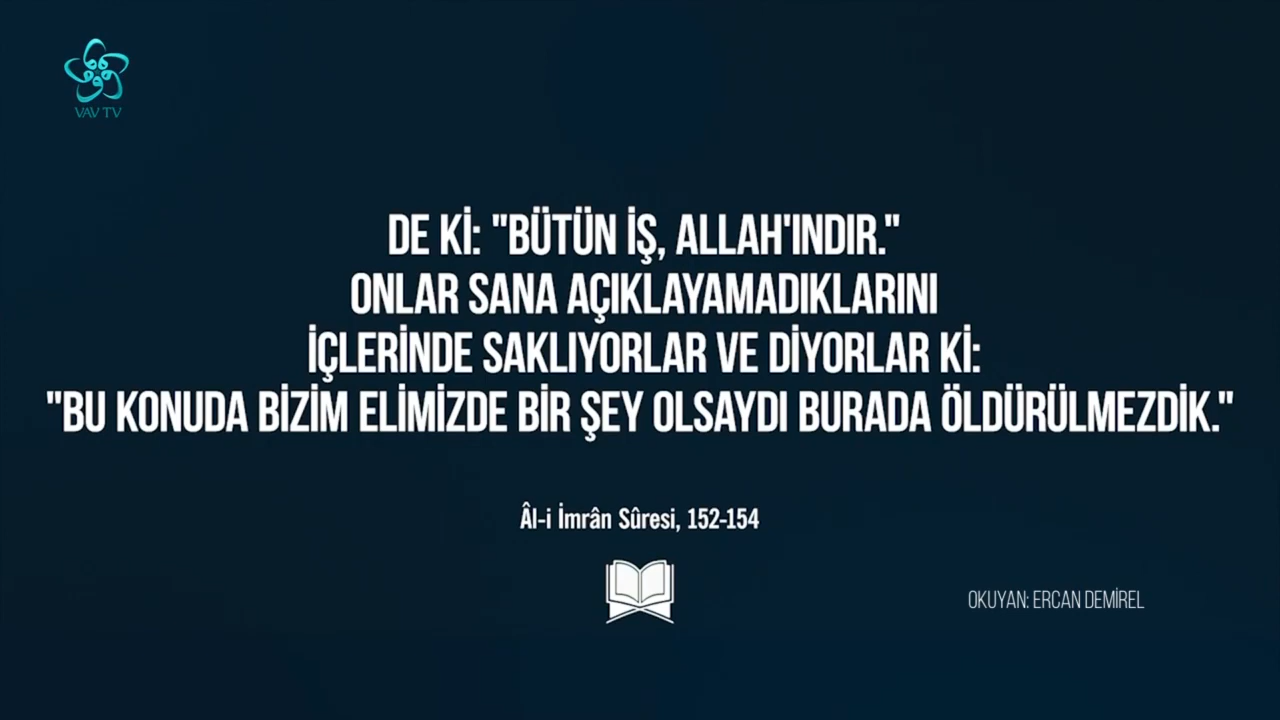 VAV TV
DE Kİ: "BÜTÜN İŞ, ALLAH'INDIR."
ONLAR SANA AÇIKLAYAMADIKLARINI
İÇLERİNDE SAKLIYORLAR VE DİYORLAR Kİ:
"BU KONUDA BİZİM ELİMİZDE BİR ŞEY OLSAYDI BURADA ÖLDÜRÜLMEZDİK."
Âl-i İmrân Sûresi, 152-154
OKUYAN: ERCAN DEMİREL